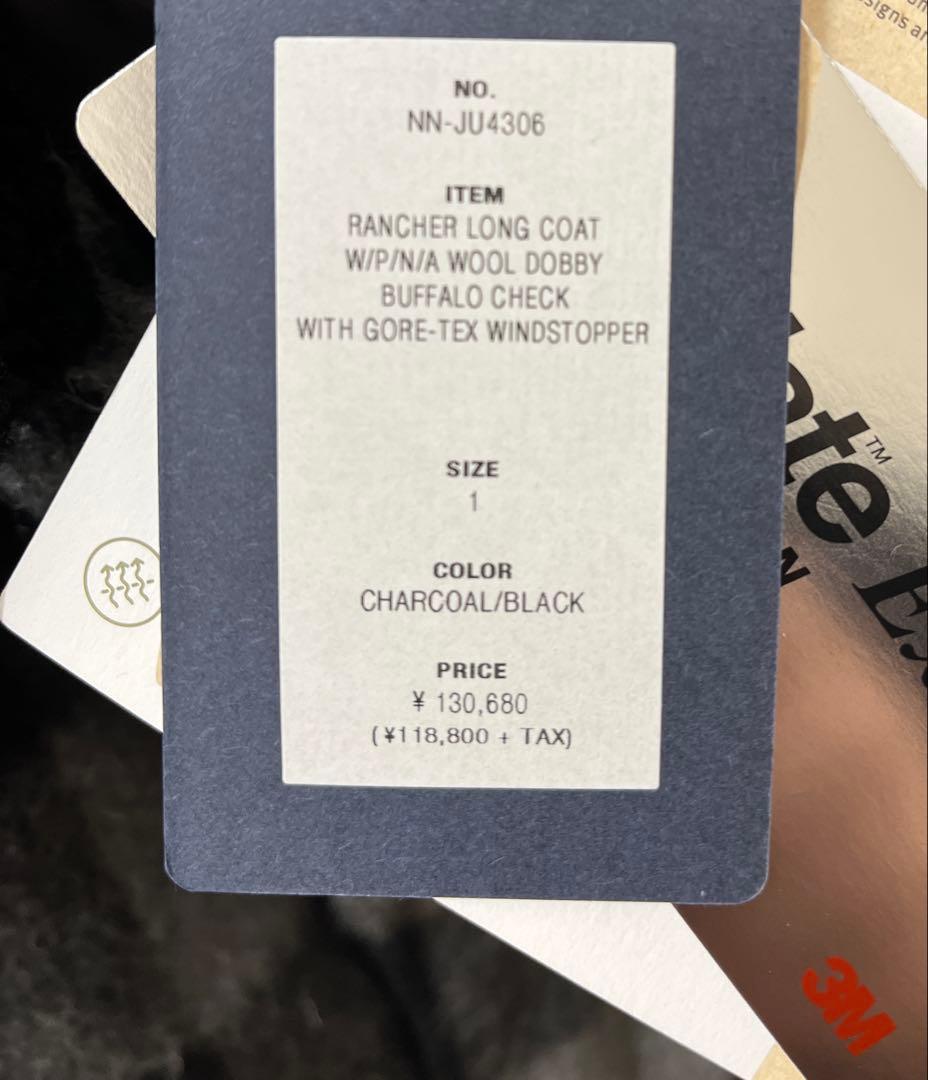 NO.
NN-JU4306
ITEM
RANCHER LONG COAT
W/P/N/A WOOL DOBBY
BUFFALO CHECK
WITH GORE-TEX WINDSTOPPER
SIZE
1
COLOR
CHARCOAL/BLACK
PRICE
¥ 130,680
(¥118,800 + TAX)
TM
3M